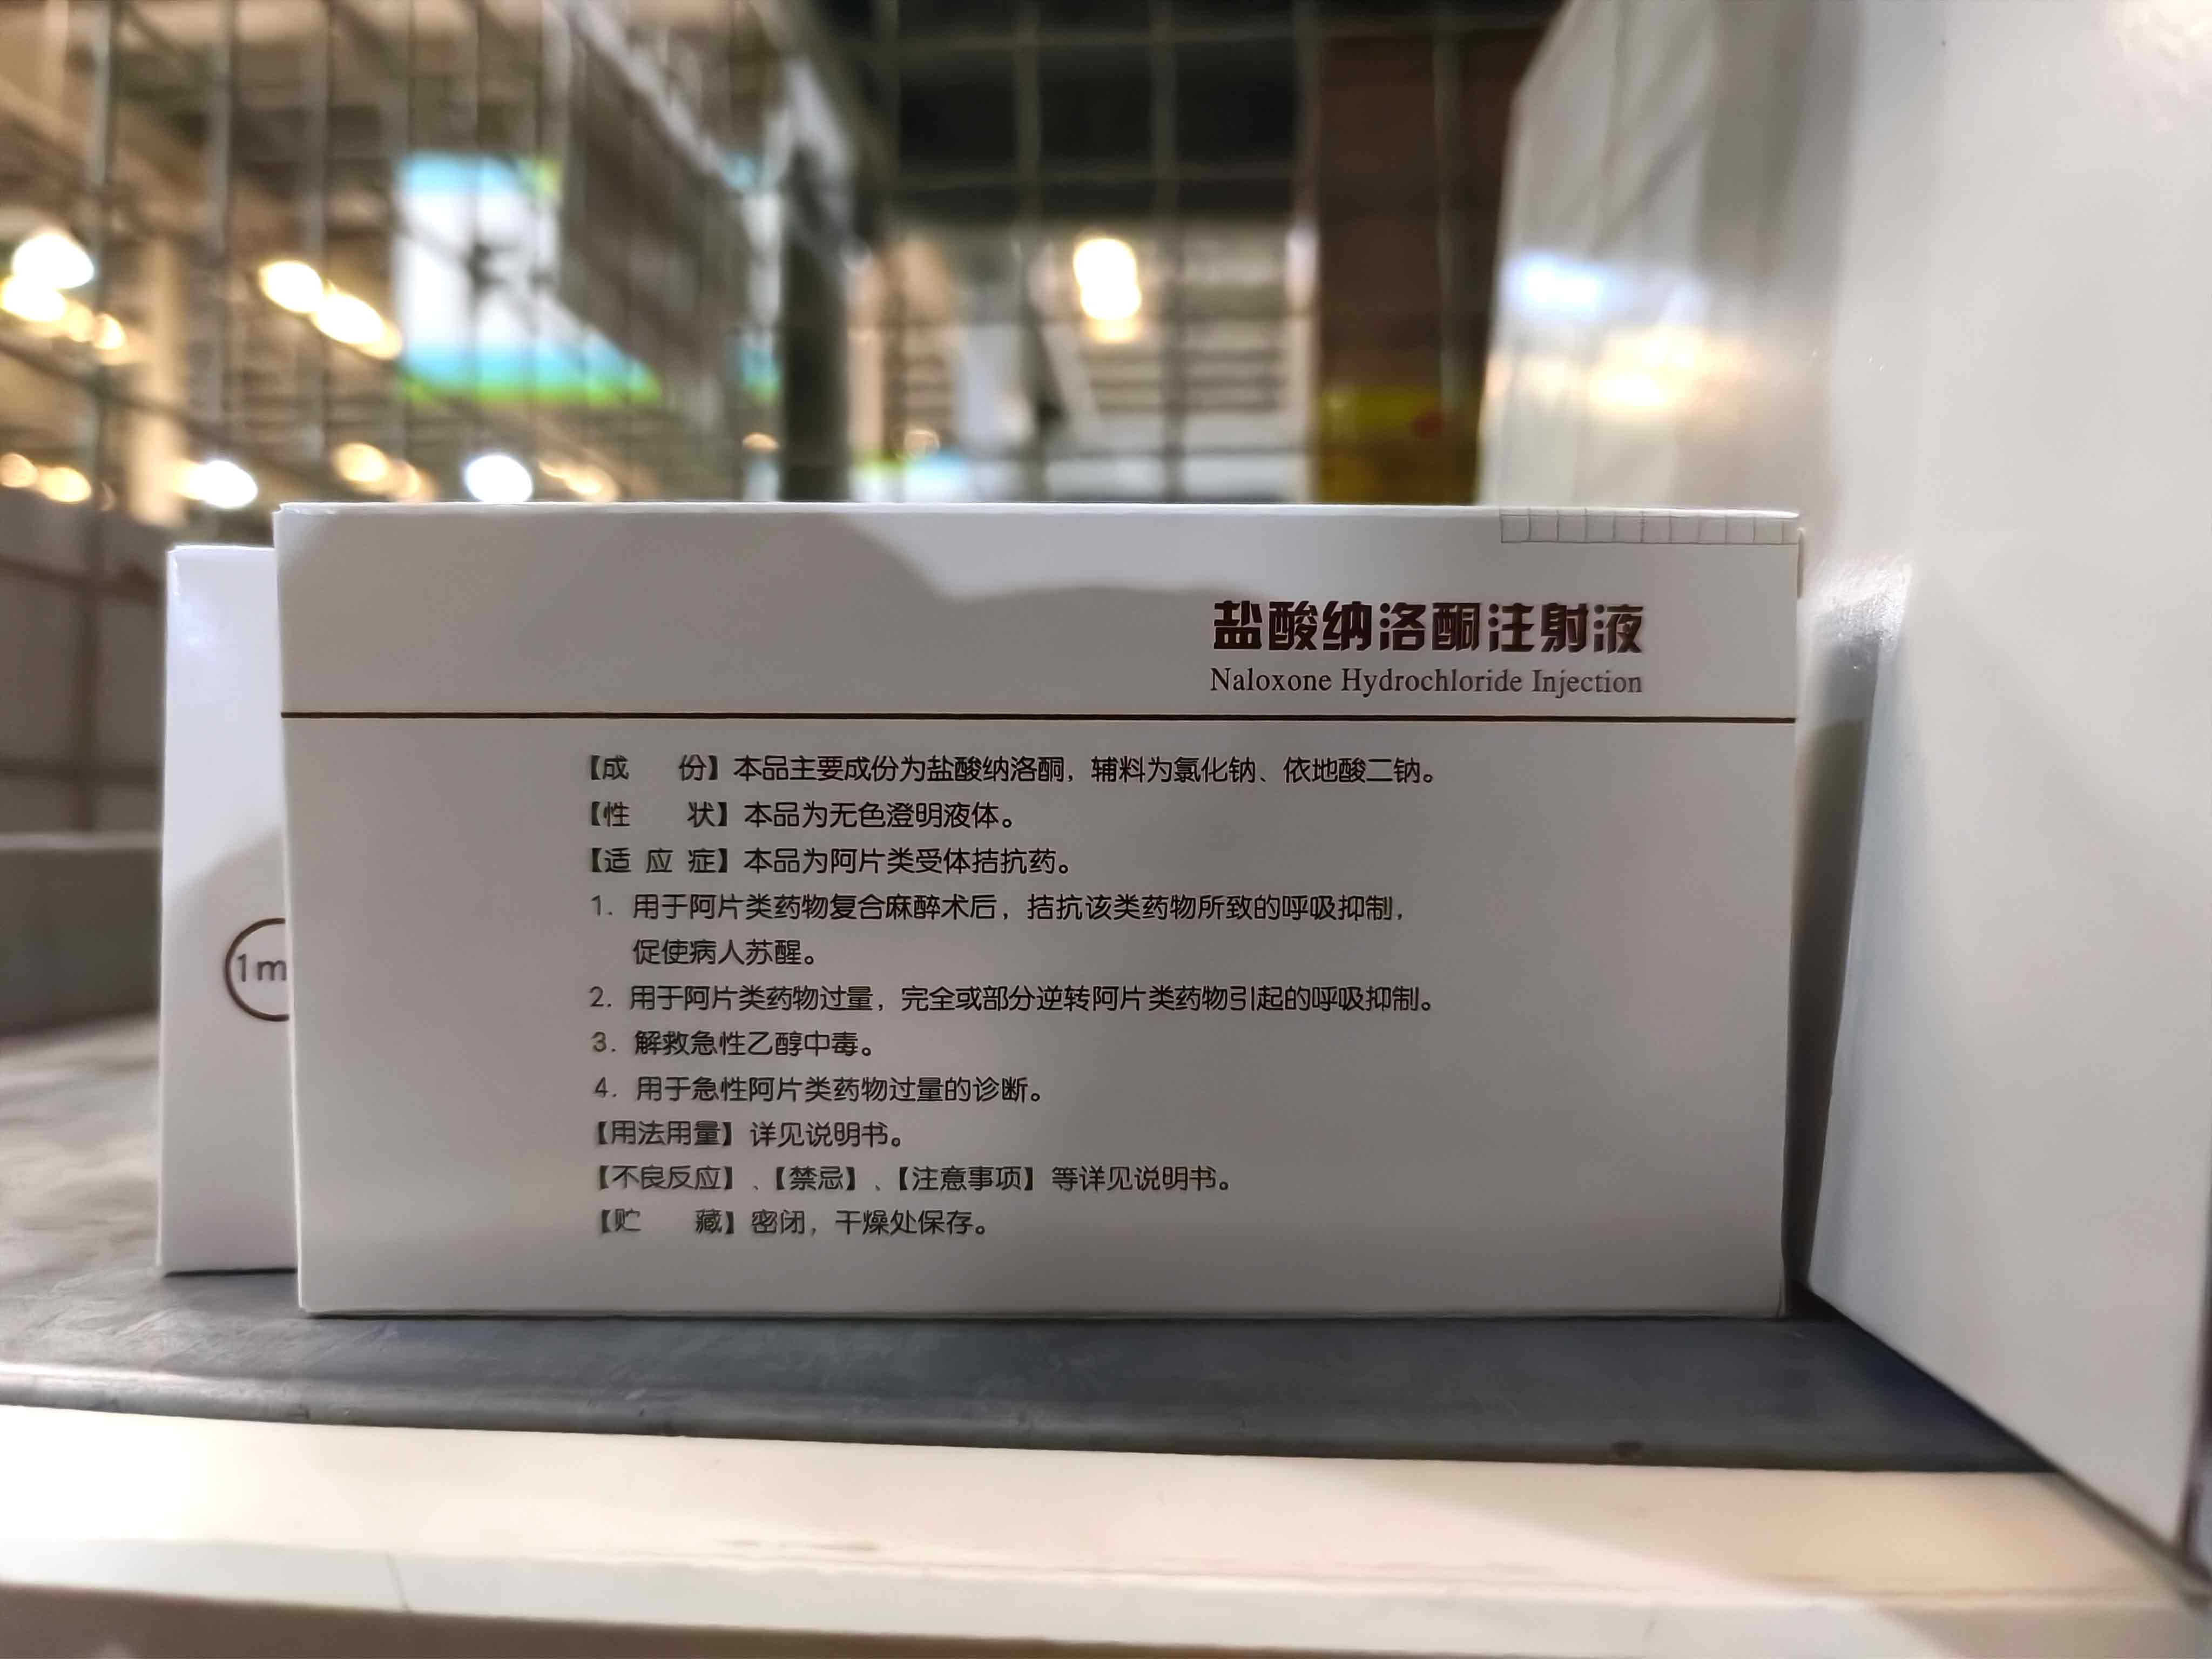 盐酸纳洛酮注射液
Naloxone Hydrochloride Injection
【成 份】本品主要成份为盐酸纳洛酮，辅料为氯化钠、依地酸二钠。
【性 状】本品为无色澄明液体。
【适 应 症】本品为阿片类受体拮抗药。
1. 用于阿片类药物复合麻醉术后，拮抗该类药物所致的呼吸抑制，
促使病人苏醒。
2. 用于阿片类药物过量，完全或部分逆转阿片类药物引起的呼吸抑制。
3. 解救急性乙醇中毒。
4. 用于急性阿片类药物过量的诊断。
【用法用量】详见说明书。
【不良反应】、【禁忌】、【注意事项】等详见说明书。
【贮 藏】密闭，干燥处保存。
1m